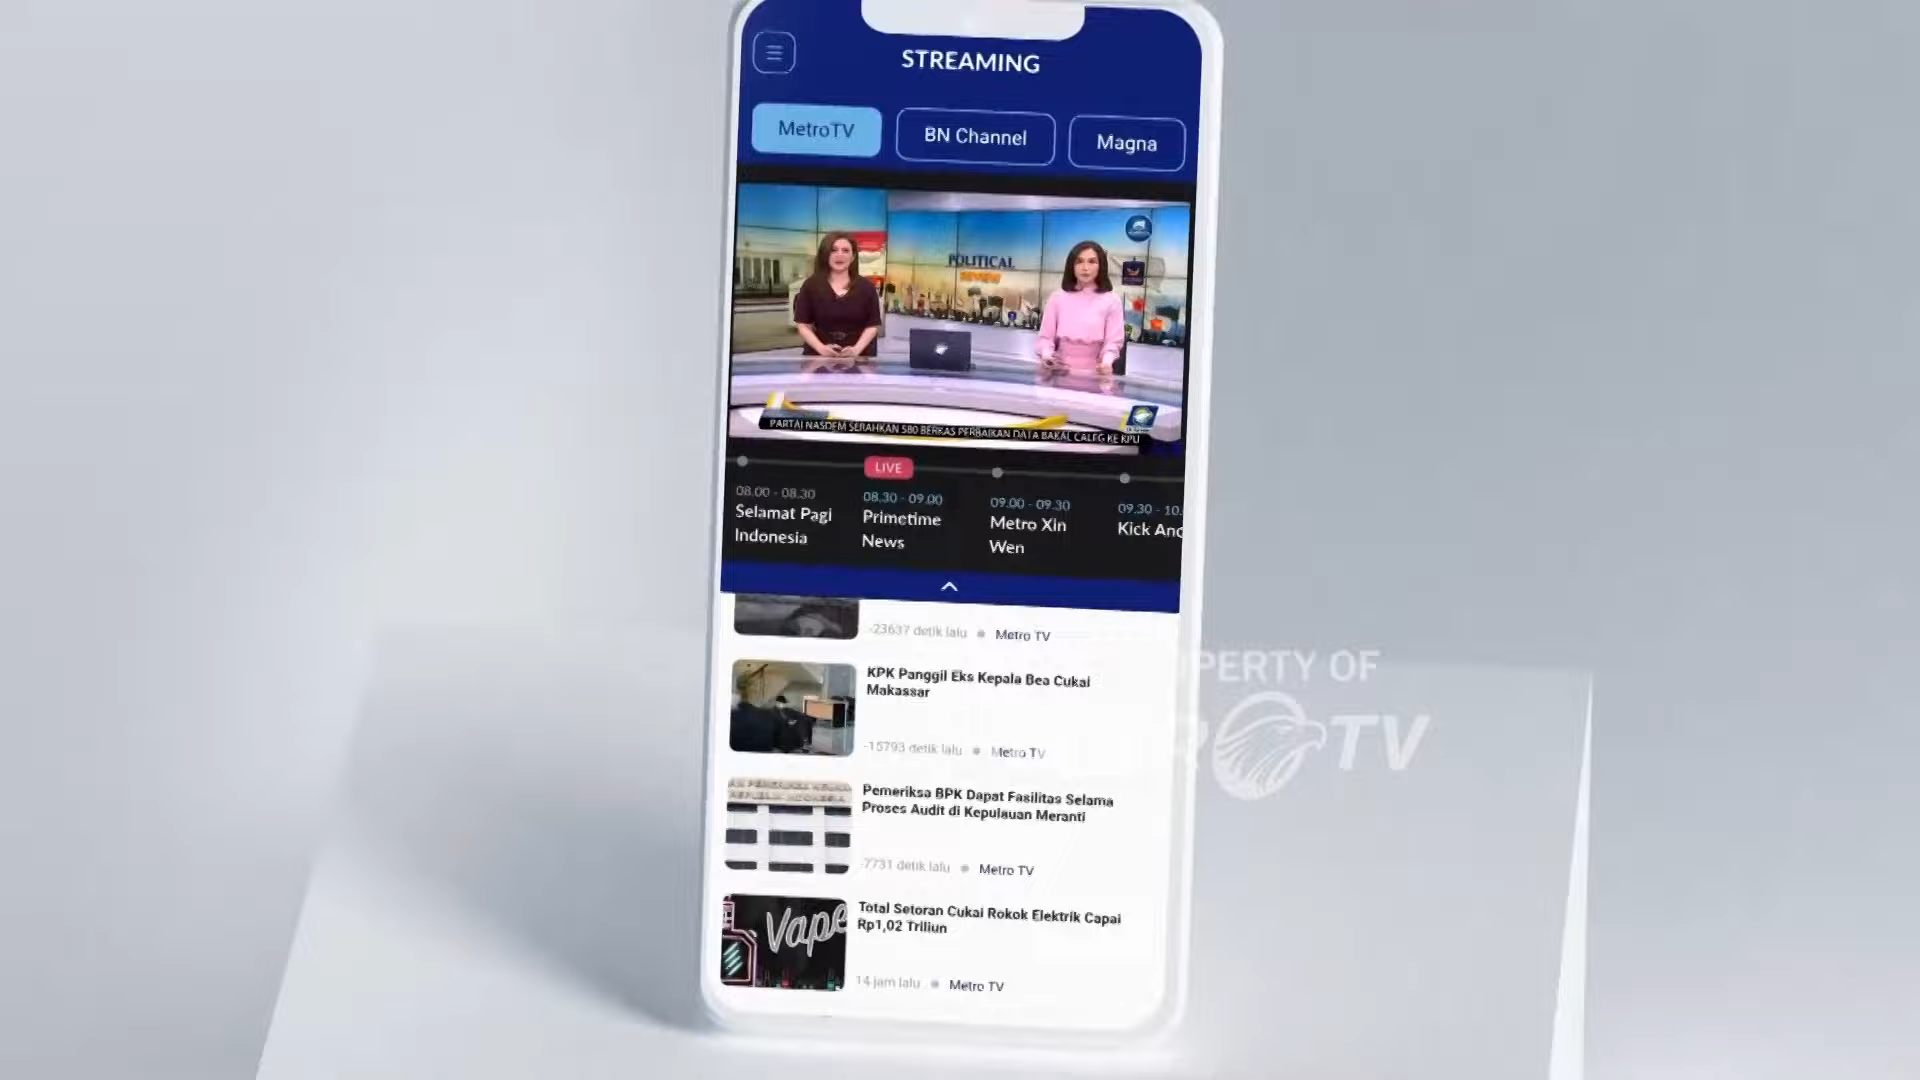 STREAMING
MetroTV
BN Channel
Magna
POLITICAL
REVIEW
PARTAI NASDEM SERAHKAN 580 BERKAS PERBAIKAN DATA BAKAL CALEG KE KPU
LIVE
08.00 - 08.30
Selamat Pagi
Indonesia
08.30 - 09.00
Primetime
News
09.00 - 09.30
Metro Xin
Wen
09.30 - 10.
Kick And
-23637 detik lalu
Metro TV
KPK Panggil Eks Kepala Bea Cukai
Makassar
-15793 detik lalu
Metro TV
Pemeriksa BPK Dapat Fasilitas Selama
Proses Audit di Kepulauan Meranti
-7731 detik lalu
Metro TV
Vape
Total Setoran Cukai Rokok Elektrik Capai
Rp1,02 Triliun
14 jam lalu
Metro TV
PERTY OF
TV